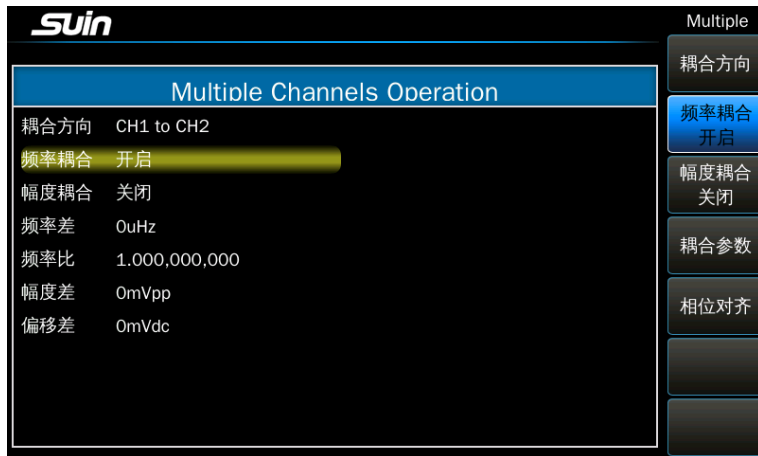 SUin
Multiple
Multiple Channels Operation
耦合方向 CH1 to CH2
频率耦合 开启
幅度耦合 关闭
频率差 0uHz
频率比 1.000,000,000
幅度差 0mVpp
偏移差 0mVdc
耦合方向
频率耦合
开启
幅度耦合
关闭
耦合参数
相位对齐